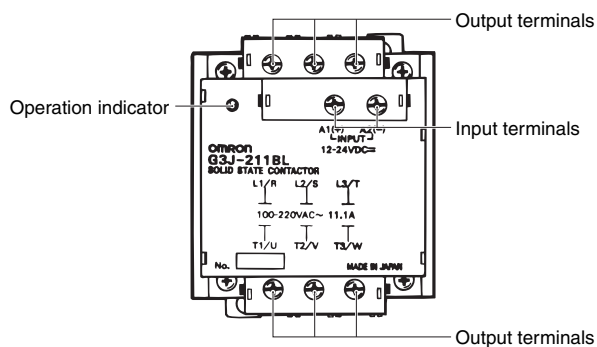 Output terminals
Operation indicator
Input terminals
A1(+) A2(−)
INPUT
12-24VDC⎓
OMRON
G3J-211BL
SOLID STATE CONTACTOR
L1/R L2/S L3/T
100-220VAC~ 11.1A
T1/U T2/V T3/W
No. MADE IN JAPAN
Output terminals